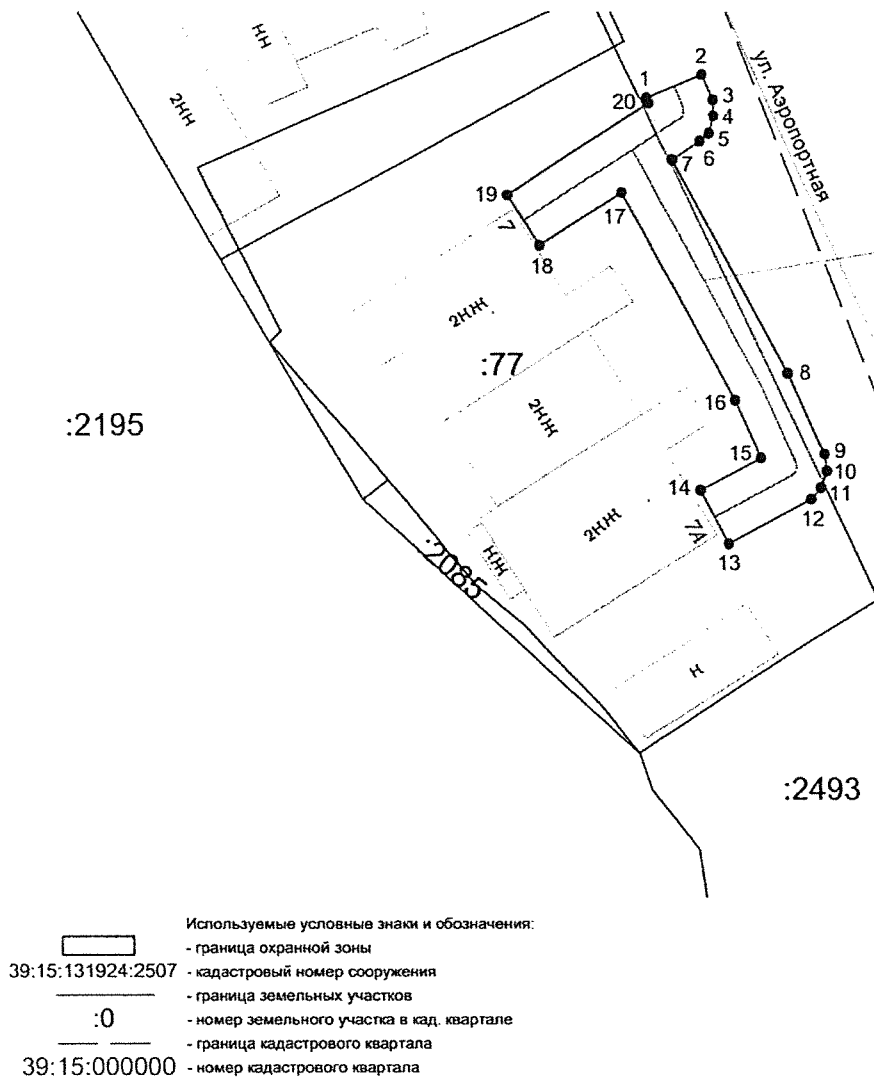 нн
2нн
ул. Аэропортная
1
2
20
3
4
5
6
7
19
17
7
18
2нж
:77
8
:2195
16
2нж
9
15
10
14
11
12
2нж
7А
13
нж
:2085
н
:2493
Используемые условные знаки и обозначения:
- граница охранной зоны
39:15:131924:2507 - кадастровый номер сооружения
- граница земельных участков
:0 - номер земельного участка в кад. квартале
- граница кадастрового квартала
39:15:000000 - номер кадастрового квартала